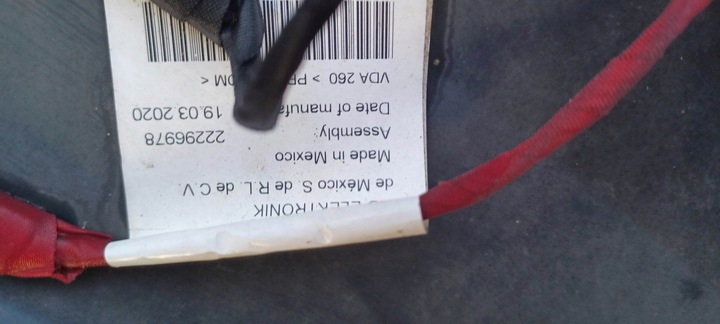 ELEKTRONIK
de México S. de R.L. de C.V.
Made in Mexico
Assembly: 22296978
Date of 19.03.2020
VDA 260 >